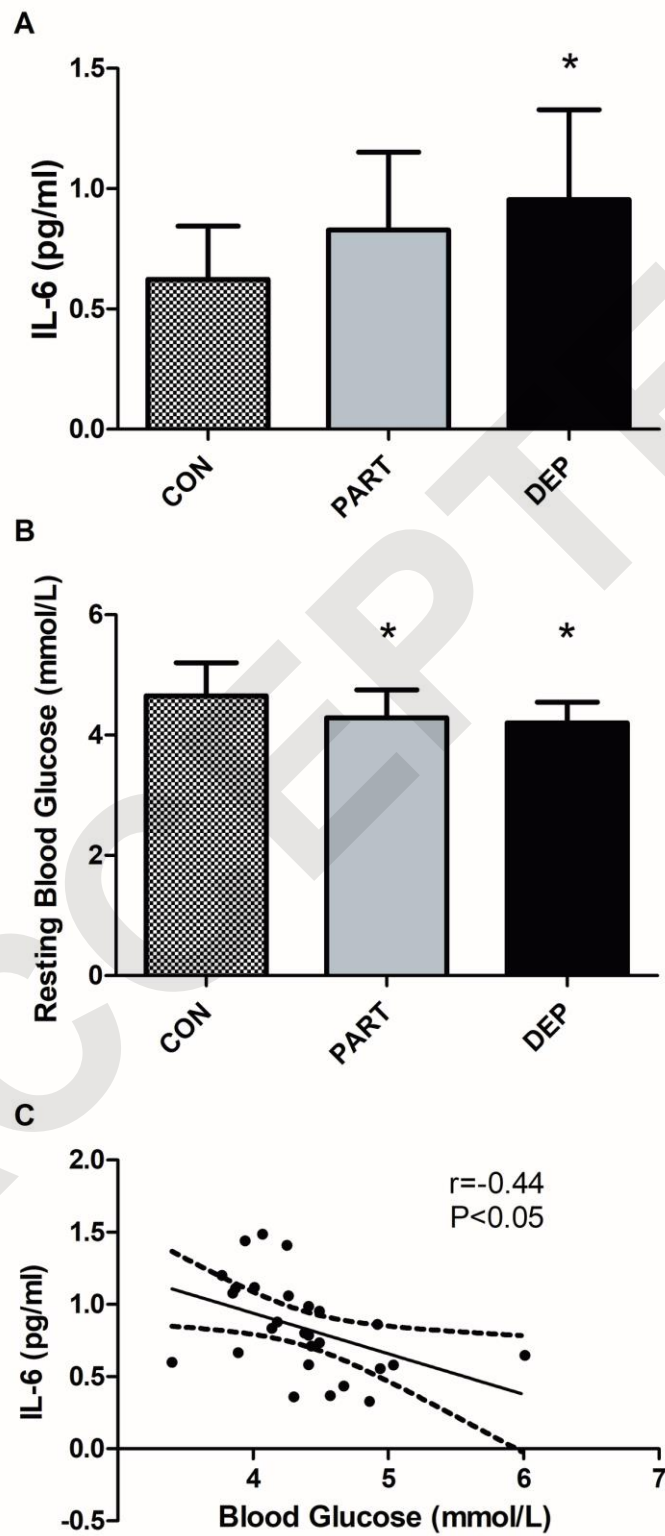 A
*
1.5
1.0
0.5
0.0
IL-6 (pg/ml)
CON
PART
DEP
B
* *
6
4
2
0
Resting Blood Glucose (mmol/L)
CON
PART
DEP
C
2.0
1.5
1.0
0.5
0.0
-0.5
IL-6 (pg/ml)
r=-0.44
P<0.05
4 5 6 7
Blood Glucose (mmol/L)